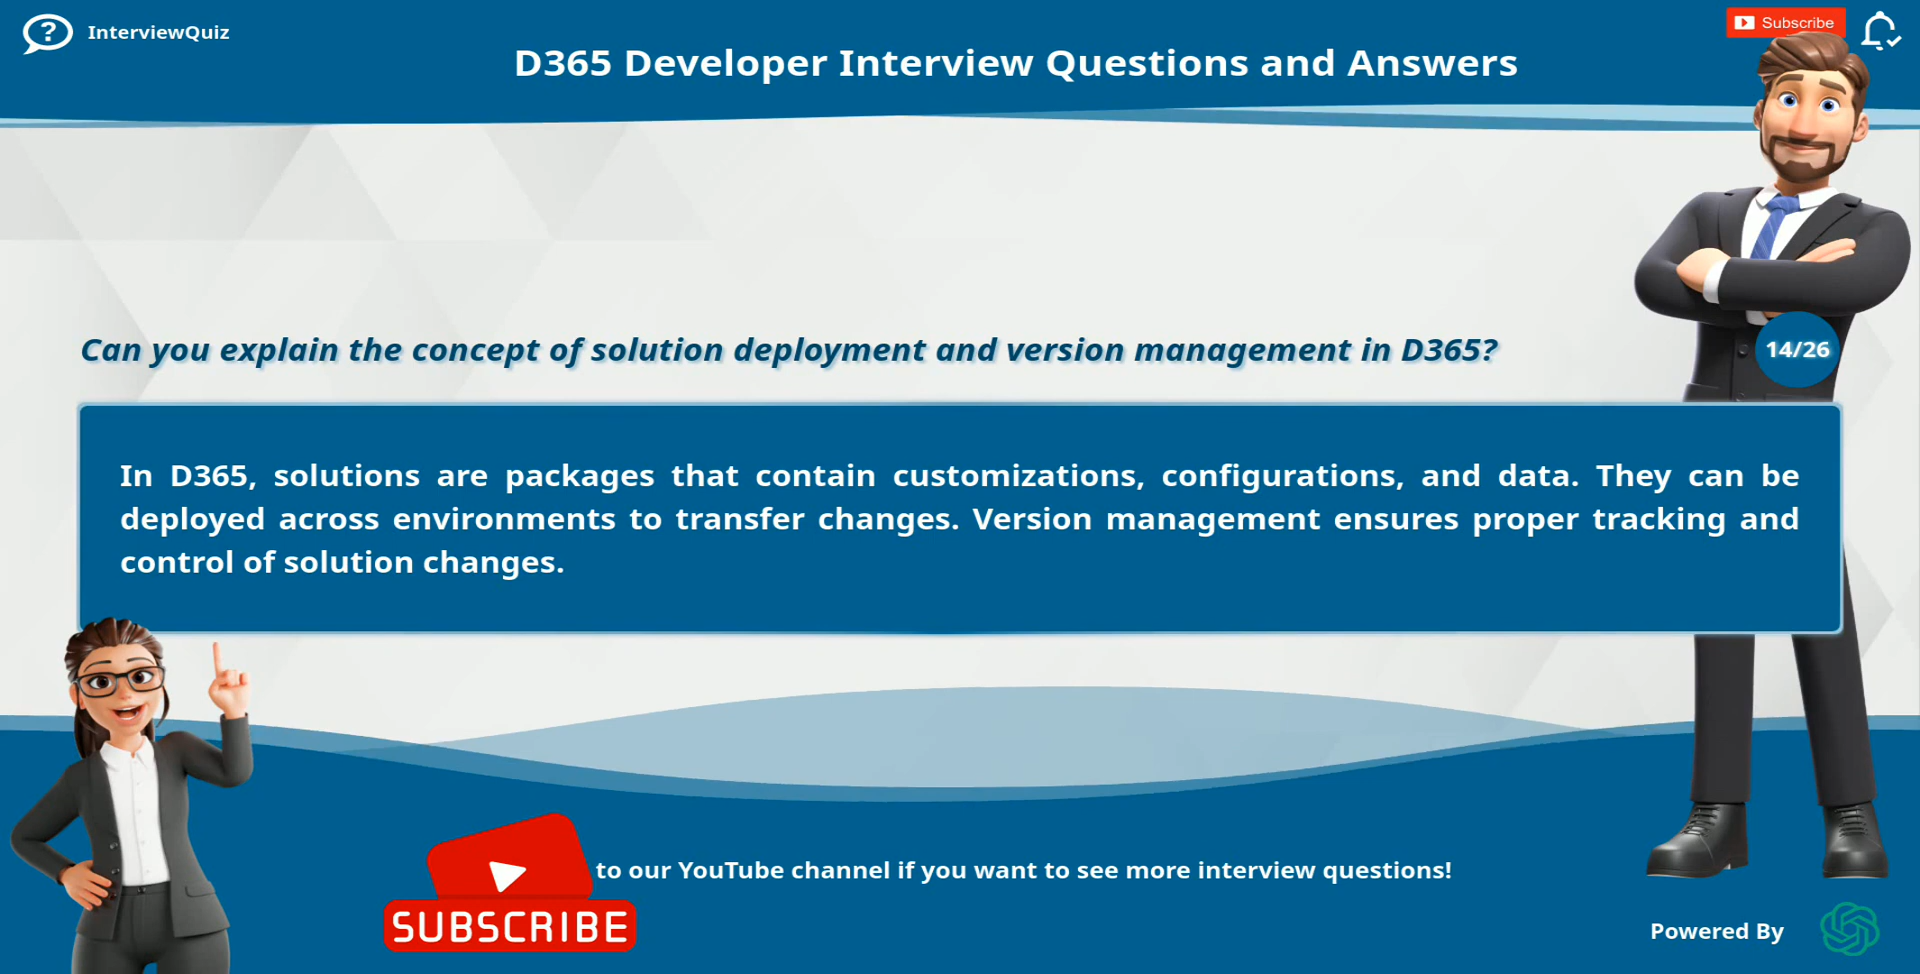 InterviewQuiz
Subscribe
D365 Developer Interview Questions and Answers
Can you explain the concept of solution deployment and version management in D365?
14/26
In D365, solutions are packages that contain customizations, configurations, and data. They can be
deployed across environments to transfer changes. Version management ensures proper tracking and
control of solution changes.
to our YouTube channel if you want to see more interview questions!
SUBSCRIBE
Powered By